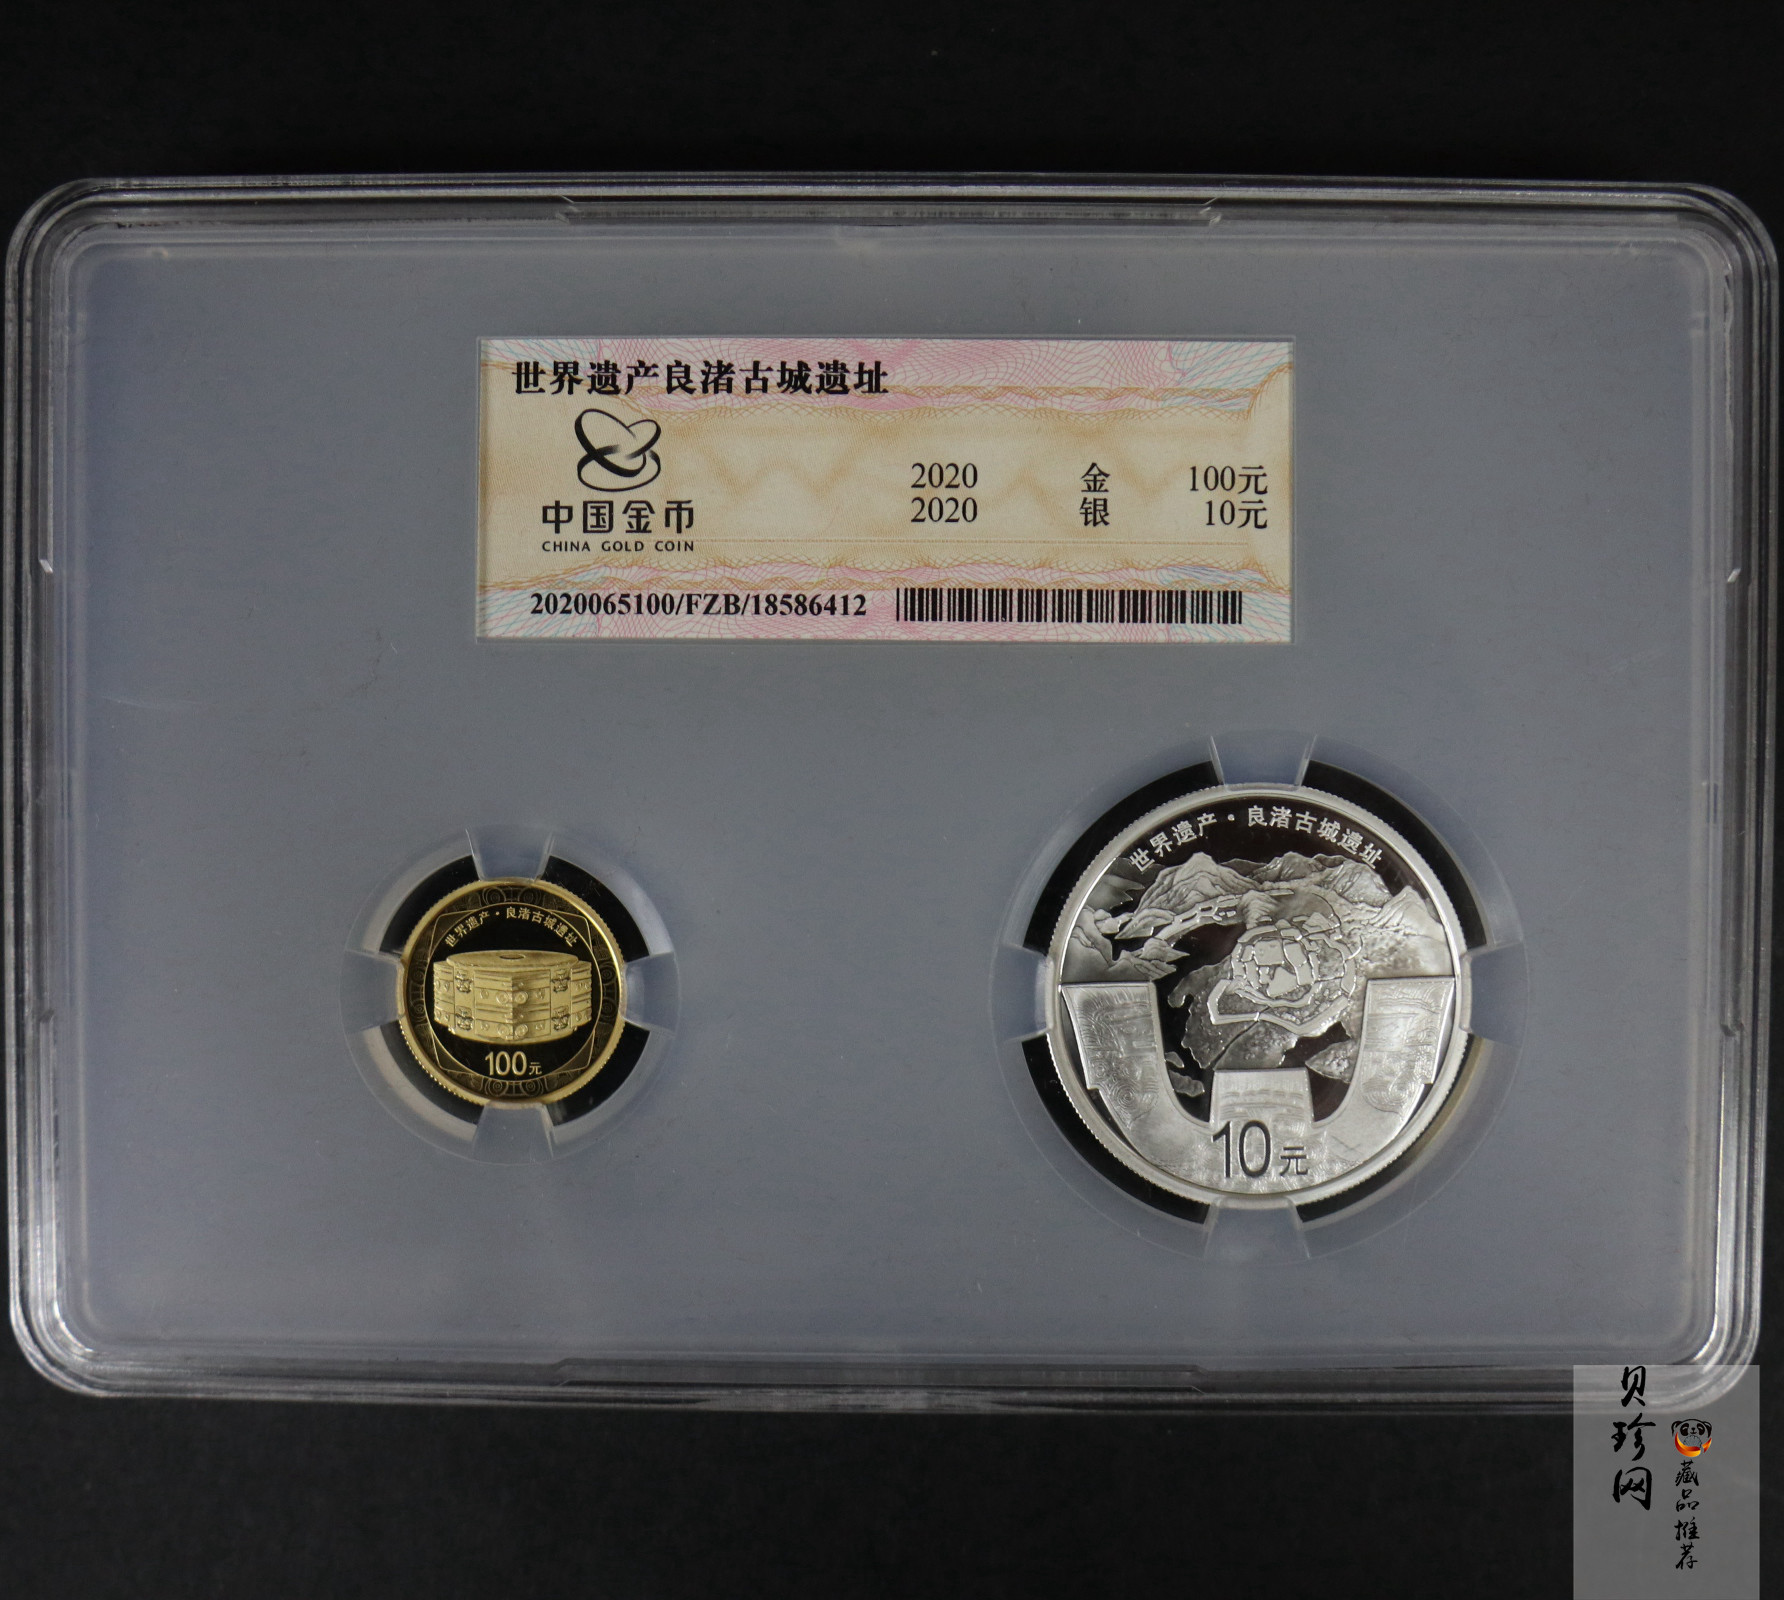 世界遗产良渚古城遗址
中国金币
CHINA GOLD COIN
2020 金 100元
2020 银 10元
2020065100/FZB/18586412
世界遗产·良渚古城遗址
100元
世界遗产·良渚古城遗址
10元
贝珍网
藏品推荐